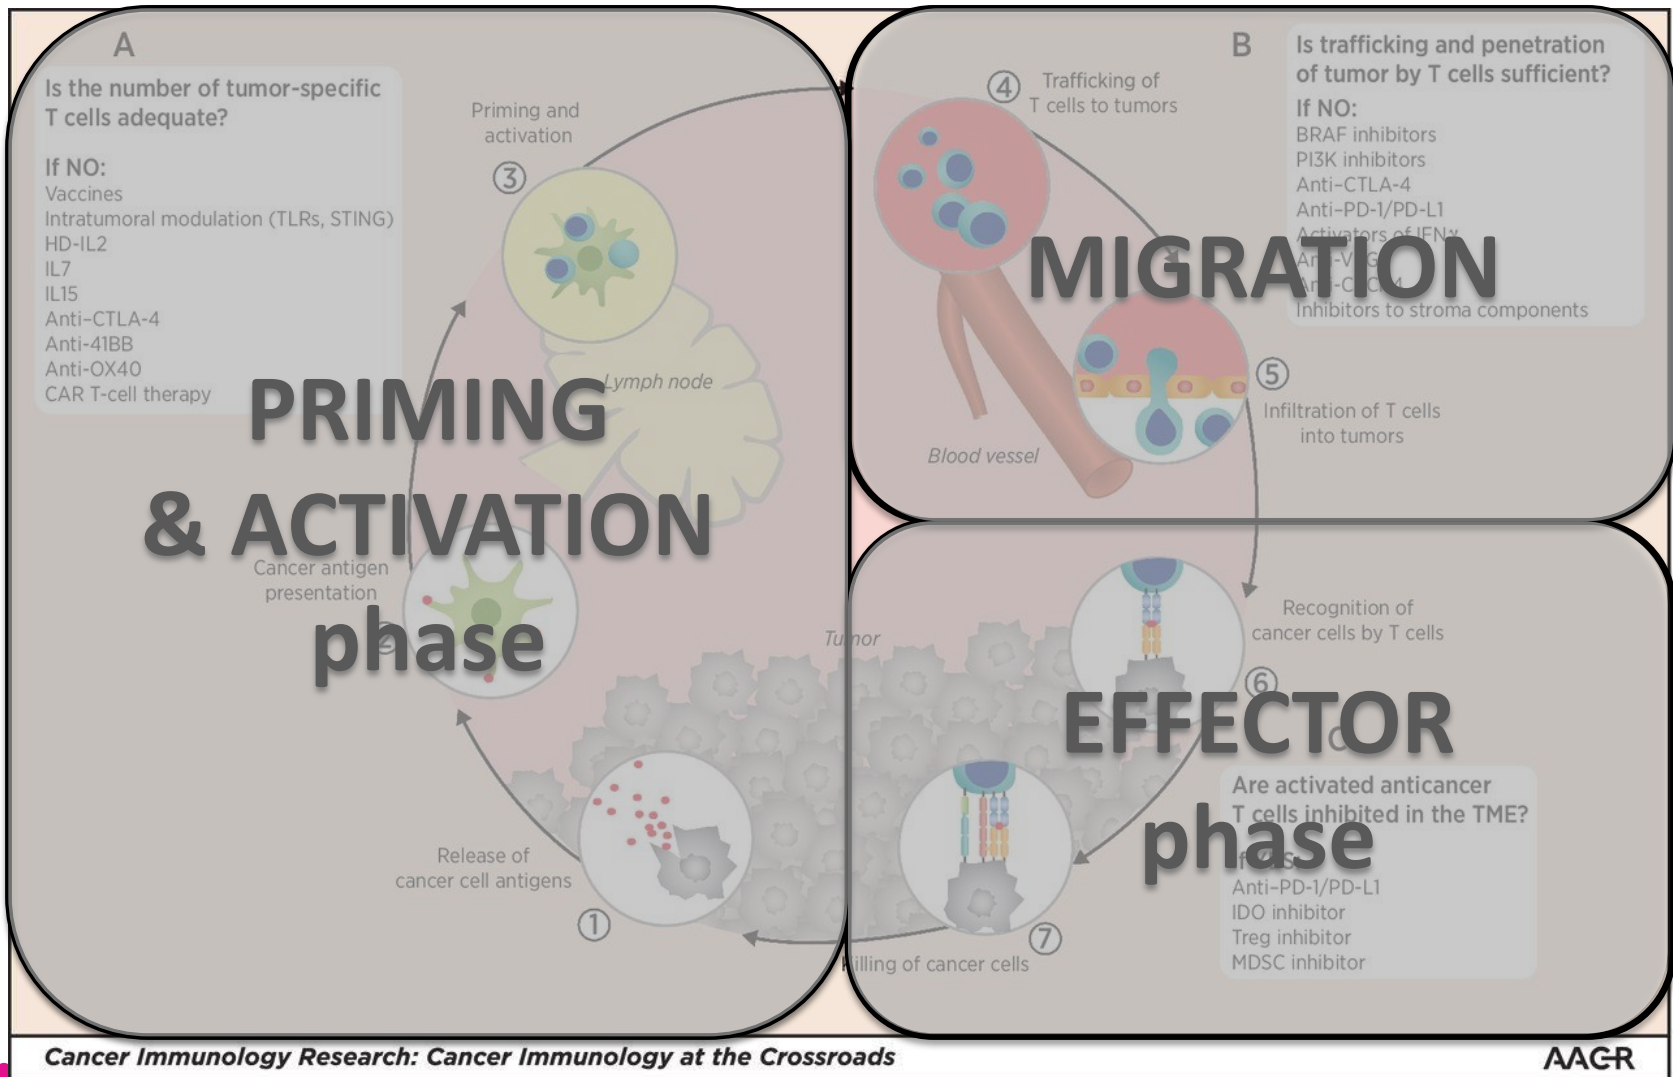 A
Is the number of tumor-specific
T cells adequate?
If NO:
Vaccines
Intratumoral modulation (TLRs, STING)
HD-IL2
IL7
IL15
Anti–CTLA-4
Anti-41BB
Anti-OX40
CAR T-cell therapy
Priming and
activation
3
Lymph node
PRIMING
& ACTIVATION
phase
Cancer antigen
presentation
2
Release of
cancer cell antigens
1
Tumor
B
Is trafficking and penetration
of tumor by T cells sufficient?
If NO:
BRAF inhibitors
PI3K inhibitors
Anti–CTLA-4
Anti–PD-1/PD-L1
Activators of IFNγ
Inhibitors to stroma components
4
Trafficking of
T cells to tumors
MIGRATION
5
Infiltration of T cells
into tumors
Blood vessel
Recognition of
cancer cells by T cells
6
EFFECTOR
phase
C
Are activated anticancer
T cells inhibited in the TME?
Anti–PD-1/PD-L1
IDO inhibitor
Treg inhibitor
MDSC inhibitor
7
Killing of cancer cells
Cancer Immunology Research: Cancer Immunology at the Crossroads
AACR